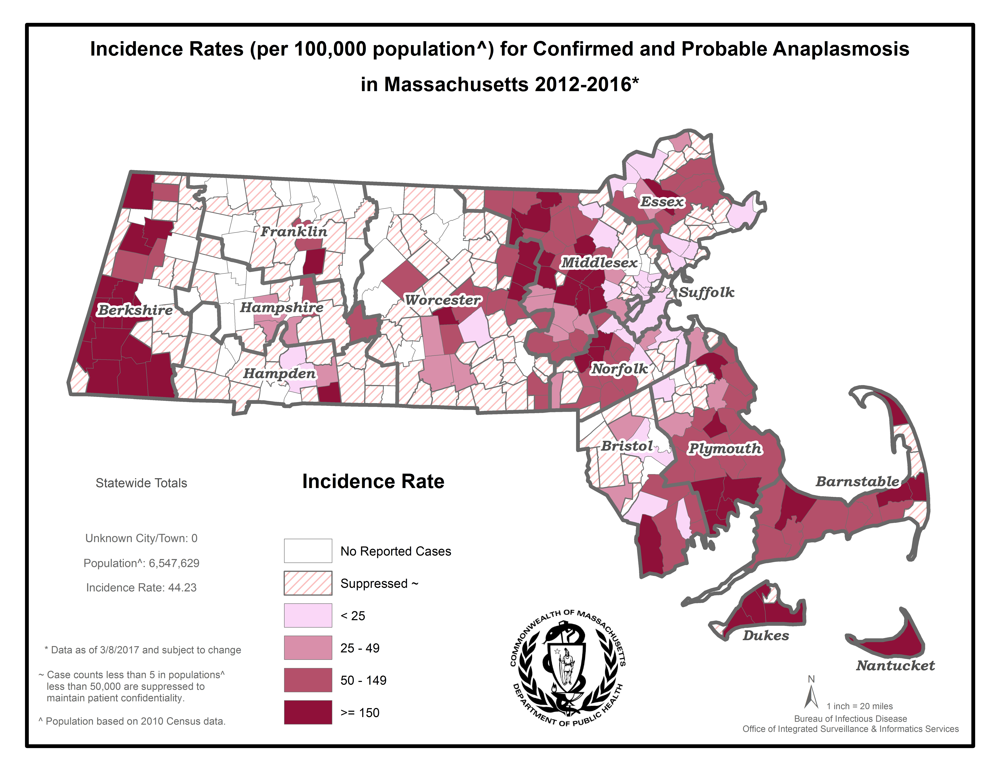 Incidence Rates (per 100,000 population^) for Confirmed and Probable Anaplasmosis
in Massachusetts 2012-2016*
Essex
Franklin
Middlesex
Suffolk
Berkshire
Hampshire
Worcester
Hampden
Norfolk
Bristol
Plymouth
Barnstable
Dukes
Nantucket
Statewide Totals
Unknown City/Town: 0
Population^: 6,547,629
Incidence Rate: 44.23
* Data as of 3/8/2017 and subject to change
~ Case counts less than 5 in populations^
less than 50,000 are suppressed to
maintain patient confidentiality.
^ Population based on 2010 Census data.
Incidence Rate
No Reported Cases
Suppressed ~
< 25
25 - 49
50 - 149
>= 150
COMMONWEALTH OF MASSACHUSETTS
DEPARTMENT OF PUBLIC HEALTH
N
1 inch = 20 miles
Bureau of Infectious Disease
Office of Integrated Surveillance & Informatics Services